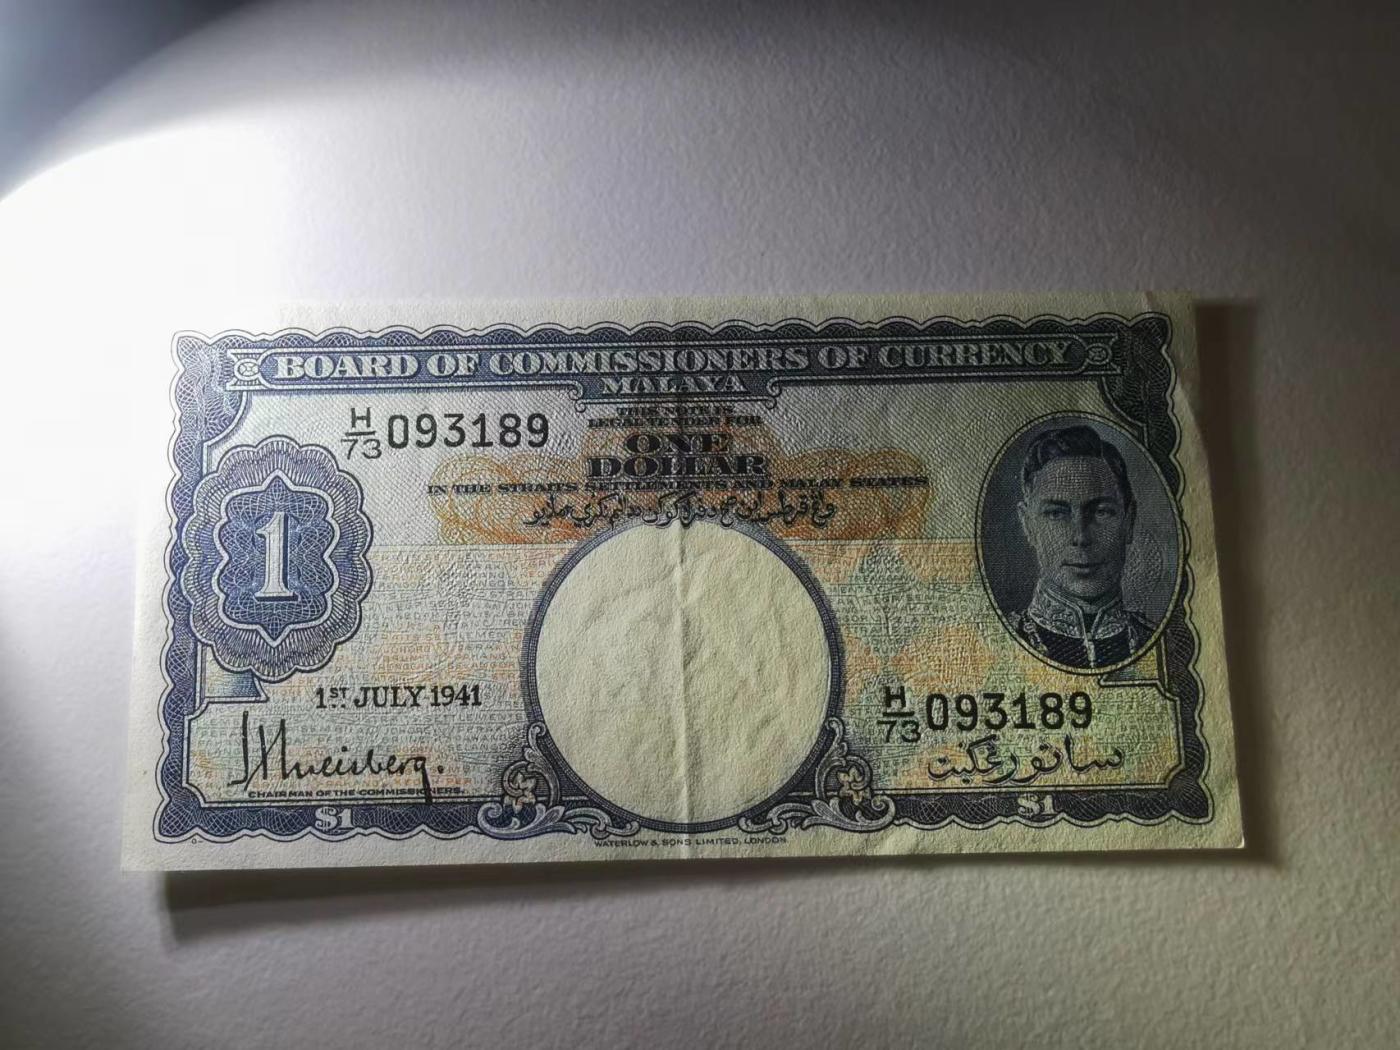 BOARD OF COMMISSIONERS OF CURRENCY
MALAYA
H/73 093189
THIS NOTE IS
LEGAL TENDER FOR
ONE
DOLLAR
IN THE STRAITS SETTLEMENTS AND MALAY STATES
1
1ST JULY 1941
H/73 093189
CHAIRMAN OF THE COMMISSIONERS.
ساتو رڠݢيت
$1
$1
WATERLOW & SONS LIMITED, LONDON